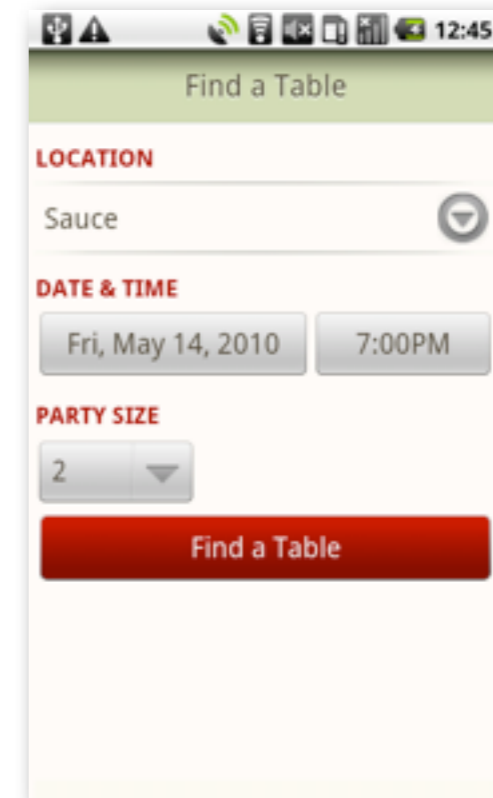 12:45
Find a Table
LOCATION
Sauce
DATE & TIME
Fri, May 14, 2010 7:00PM
PARTY SIZE
2
Find a Table